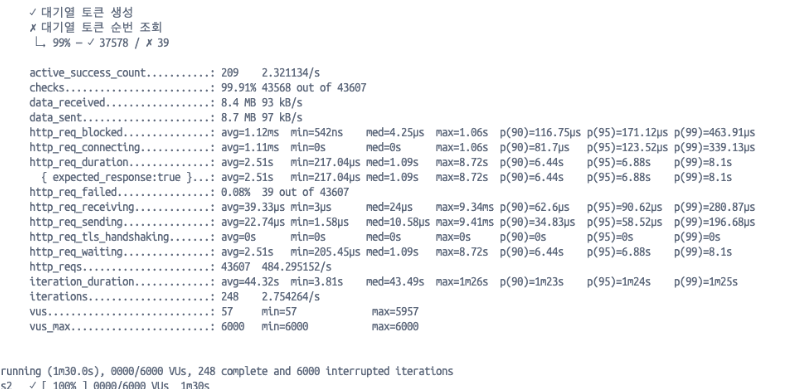 ✓ 대기열 토큰 생성
✗ 대기열 토큰 순번 조회
↳ 99% — ✓ 37578 / ✗ 39
active_success_count...........: 209 2.321134/s
checks.........................: 99.91% 43568 out of 43607
data_received..................: 8.4 MB 93 kB/s
data_sent......................: 8.7 MB 97 kB/s
http_req_blocked...............: avg=1.12ms min=542ns med=4.25µs max=1.06s p(90)=116.75µs p(95)=171.12µs p(99)=463.91µs
http_req_connecting............: avg=1.11ms min=0s med=0s max=1.06s p(90)=81.7µs p(95)=123.52µs p(99)=339.13µs
http_req_duration..............: avg=2.51s min=217.04µs med=1.09s max=8.72s p(90)=6.44s p(95)=6.88s p(99)=8.1s
{ expected_response:true }...: avg=2.51s min=217.04µs med=1.09s max=8.72s p(90)=6.44s p(95)=6.88s p(99)=8.1s
http_req_failed................: 0.08% 39 out of 43607
http_req_receiving.............: avg=39.33µs min=3µs med=24µs max=9.34ms p(90)=62.6µs p(95)=90.62µs p(99)=280.87µs
http_req_sending...............: avg=22.74µs min=1.58µs med=10.58µs max=9.41ms p(90)=34.83µs p(95)=58.52µs p(99)=196.68µs
http_req_tls_handshaking.......: avg=0s min=0s med=0s max=0s p(90)=0s p(95)=0s p(99)=0s
http_req_waiting...............: avg=2.51s min=205.45µs med=1.09s max=8.72s p(90)=6.44s p(95)=6.88s p(99)=8.1s
http_reqs......................: 43607 484.295152/s
iteration_duration.............: avg=44.32s min=3.81s med=43.49s max=1m26s p(90)=1m23s p(95)=1m24s p(99)=1m25s
iterations.....................: 248 2.754264/s
vus............................: 57 min=57 max=5957
vus_max........................: 6000 min=6000 max=6000
running (1m30.0s), 0000/6000 VUs, 248 complete and 6000 interrupted iterations
s2 ✓ [ 100% ] 0000/6000 VUs 1m30s